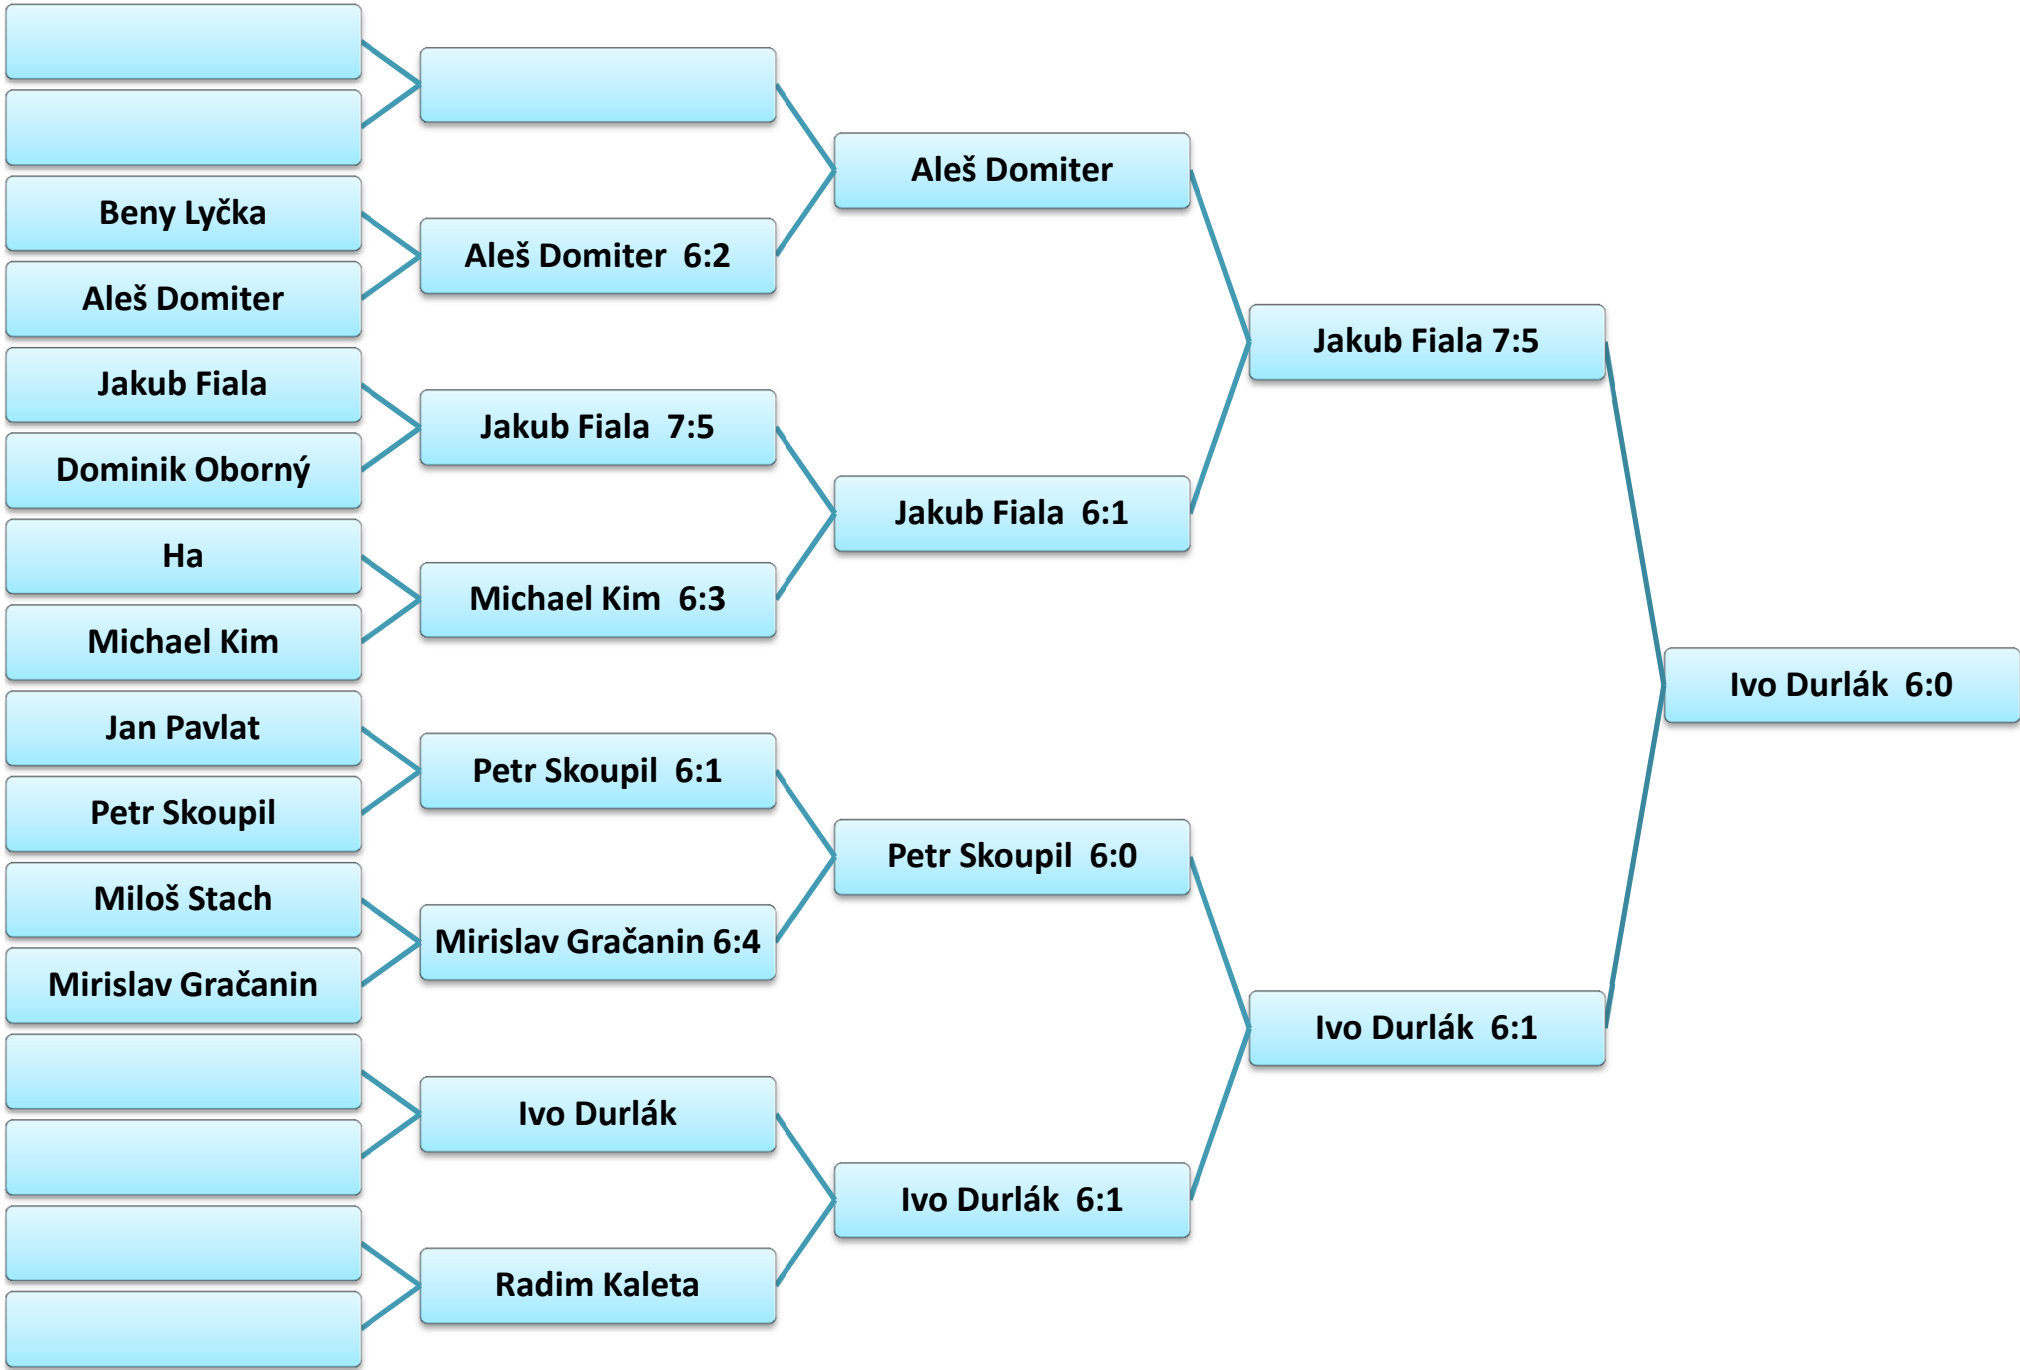 Beny Lyčka
Aleš Domiter
Jakub Fiala
Dominik Oborný
Ha
Michael Kim
Jan Pavlat
Petr Skoupil
Miloš Stach
Mirislav Gračanin
Aleš Domiter 6:2
Jakub Fiala 7:5
Michael Kim 6:3
Petr Skoupil 6:1
Mirislav Gračanin 6:4
Ivo Durlák
Radim Kaleta
Aleš Domiter
Jakub Fiala 6:1
Petr Skoupil 6:0
Ivo Durlák 6:1
Jakub Fiala 7:5
Ivo Durlák 6:1
Ivo Durlák 6:0